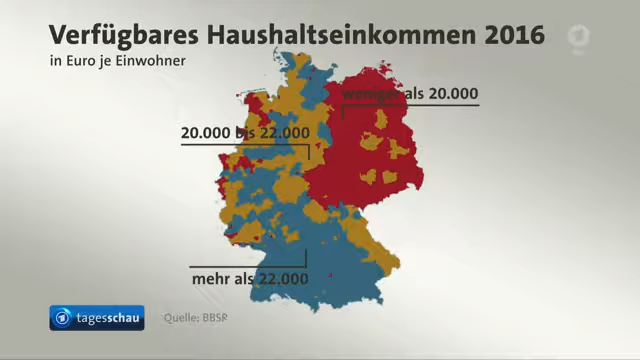 Verfügbares Haushaltseinkommen 2016
in Euro je Einwohner
weniger als 20.000
20.000 bis 22.000
mehr als 22.000
tagesschau
Quelle: BBSR